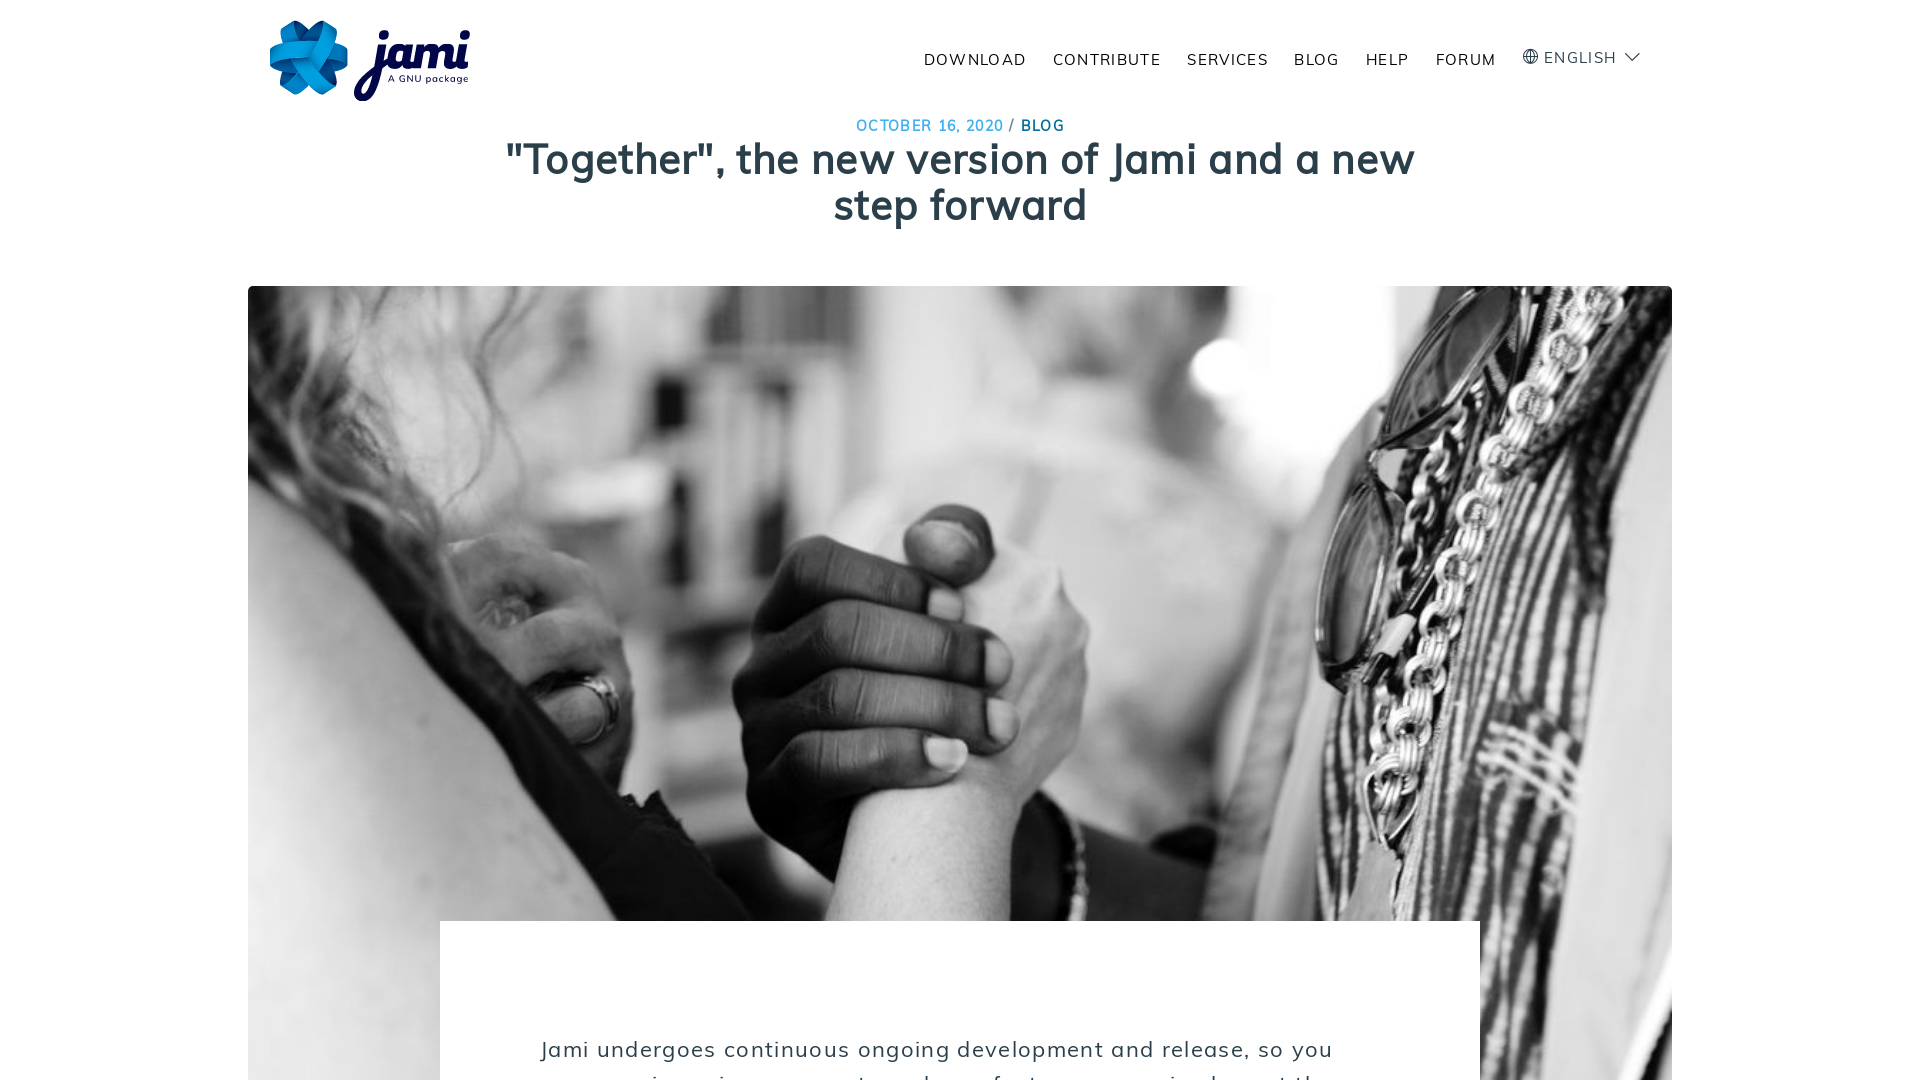 jami
A GNU package
DOWNLOAD CONTRIBUTE SERVICES BLOG HELP FORUM ENGLISH
OCTOBER 16, 2020 / BLOG
"Together", the new version of Jami and a new
step forward
Jami undergoes continuous ongoing development and release, so you